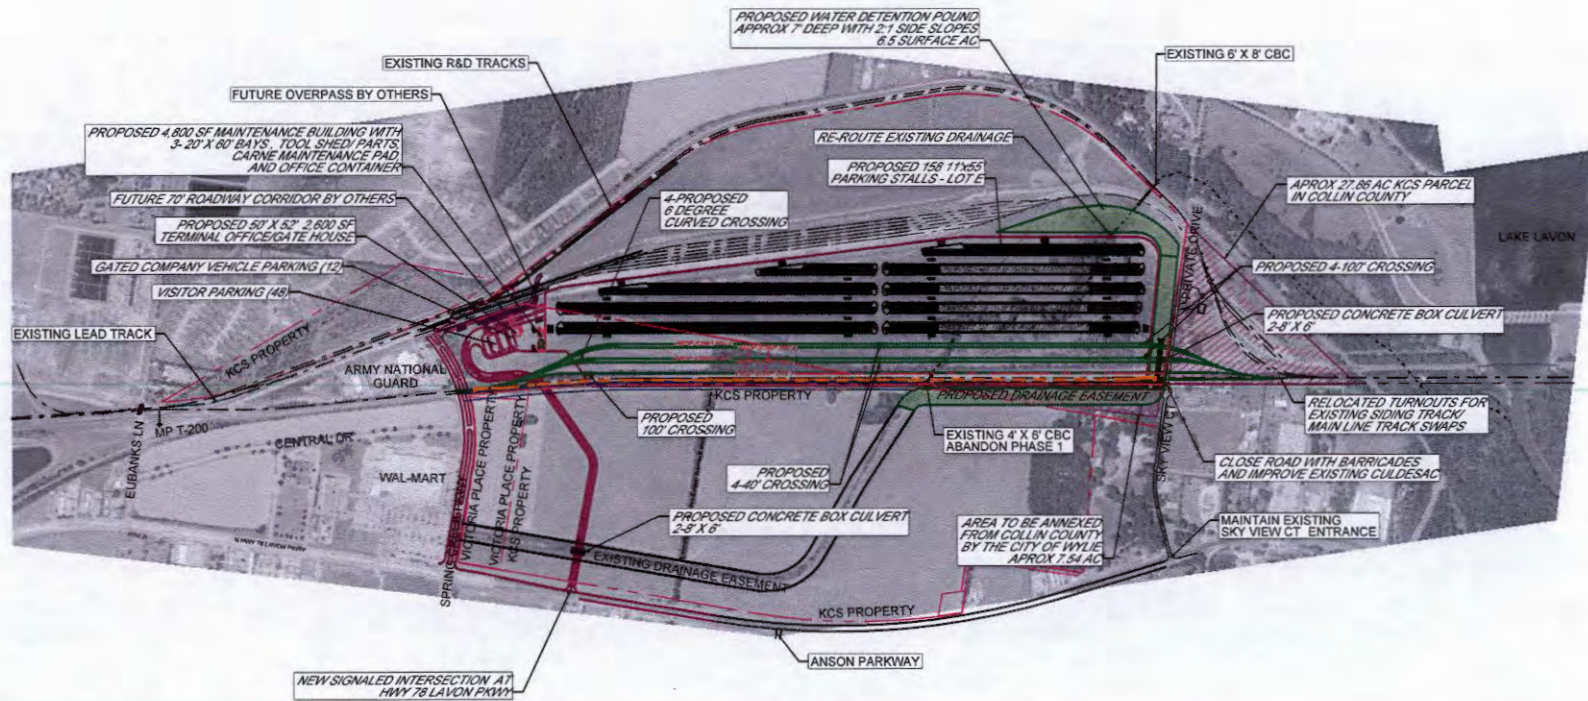 PROPOSED WATER DETENTION POUND
APPROX 7' DEEP WITH 2:1 SIDE SLOPES
6.5 SURFACE AC
EXISTING 6' X 8' CBC
EXISTING R&D TRACKS
FUTURE OVERPASS BY OTHERS
PROPOSED 4,800 SF MAINTENANCE BUILDING WITH
3- 20' X 80' BAYS, TOOL SHED/ PARTS,
CARNE MAINTENANCE PAD,
AND OFFICE CONTAINER
RE-ROUTE EXISTING DRAINAGE
PROPOSED 158 11'x55'
PARKING STALLS - LOT E
APROX 27.86 AC KCS PARCEL
IN COLLIN COUNTY
FUTURE 70' ROADWAY CORRIDOR BY OTHERS
4-PROPOSED
6 DEGREE
CURVED CROSSING
PROPOSED 50' X 52' 2,600 SF
TERMINAL OFFICE/GATE HOUSE
LAKE LAVON
GATED COMPANY VEHICLE PARKING (12)
PROPOSED 4-100' CROSSING
VISITOR PARKING (48
EXISTING LEAD TRACK
PROPOSED CONCRETE BOX CULVERT
2-8' X 6'
KCS PROPERTY
ARMY NATIONAL
GUARD
KCS PROPERTY
PROPOSED DRAINAGE EASEMENT
RELOCATED TURNOUTS FOR
EXISTING SIDING TRACK/
MAIN LINE TRACK SWAPS
EUBANKS LN
MP T-200
CENTRAL DR
PROPOSED
100' CROSSING
EXISTING 4' X 6' CBC
ABANDON PHASE 1
SKY VIEW CT
CLOSE ROAD WITH BARRICADES
AND IMPROVE EXISTING CULDESAC
WAL-MART
VICTORIA PLACE PROPERTY
VICTORIA PLACE PROPERTY
KCS PROPERTY
PROPOSED
4-40' CROSSING
PROPOSED CONCRETE BOX CULVERT
2-8' X 6'
AREA TO BE ANNEXED
FROM COLLIN COUNTY
BY THE CITY OF WYLIE
APROX 7.54 AC
MAINTAIN EXISTING
SKY VIEW CT ENTRANCE
EXISTING DRAINAGE EASEMENT
KCS PROPERTY
ANSON PARKWAY
NEW SIGNALED INTERSECTION AT
HWY 78 LAVON PKWY